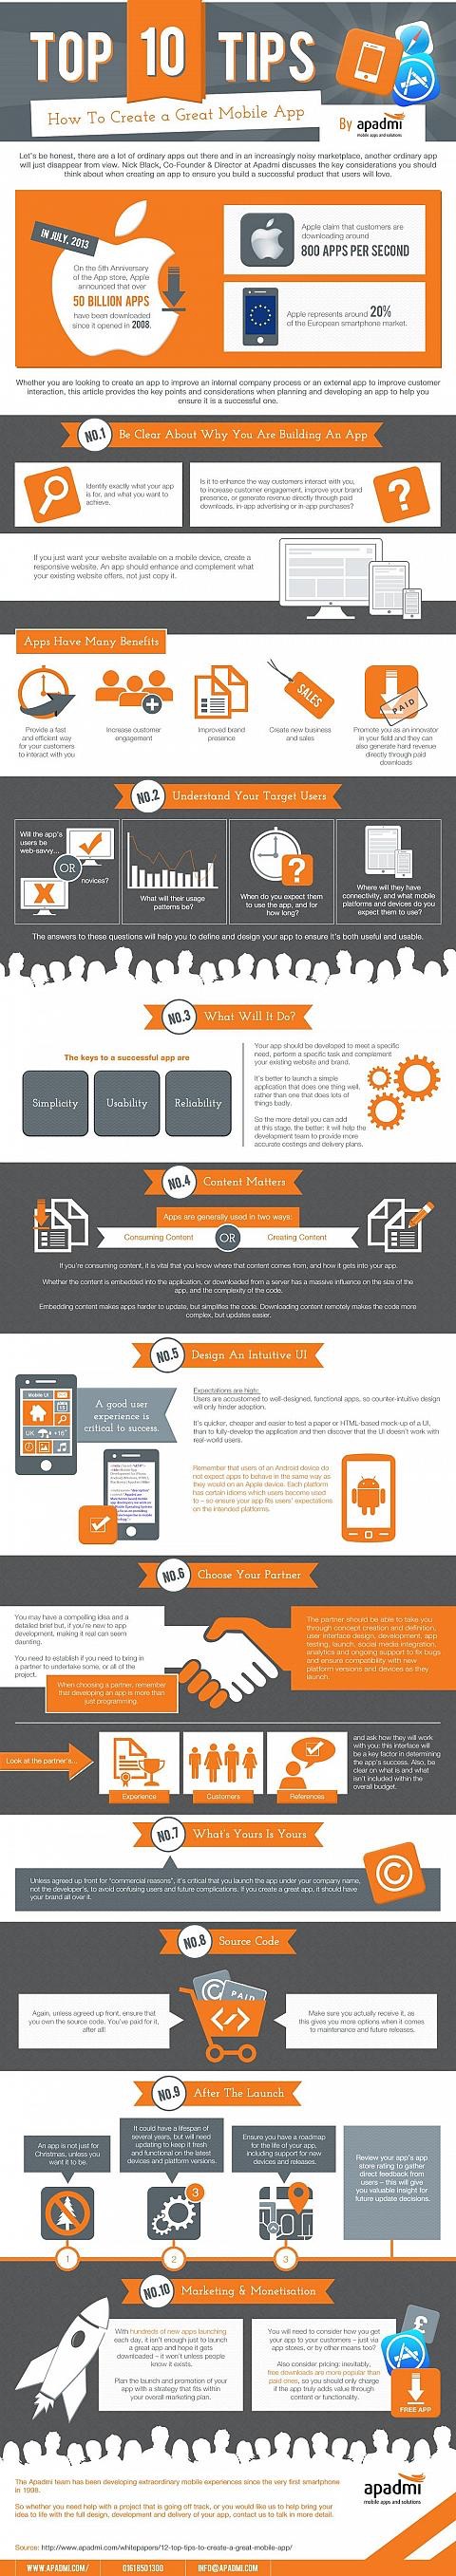 TOP 10 TIPS
How To Create a Great Mobile App
By apadmi
mobile apps and solutions
Let's be honest, there are a lot of ordinary apps out there and in an increasingly noisy marketplace, another ordinary app
will just disappear from view. Nick Black, Co-Founder & Director at Apadmi discusses the key considerations you should
think about when creating an app to ensure you build a successful product that users will love.
IN JULY, 2013
On the 5th Anniversary
of the App store, Apple
announced that over
50 BILLION APPS
have been downloaded
since it opened in 2008.
Apple claim that customers are
downloading around
800 APPS PER SECOND
Apple represents around 20%
of the European smartphone market.
Whether you are looking to create an app to improve an internal company process or an external app to improve customer
interaction, this article provides the key points and considerations when planning and developing an app to help you
ensure it is a successful one.
NO.1 Be Clear About Why You Are Building An App
Identify exactly what your app
is for, and what you want to
achieve.
Is it to enhance the way customers interact with you,
to increase customer engagement, improve your brand
presence, or generate revenue directly through paid
downloads, in-app advertising or in-app purchases?
If you just want your website available on a mobile device, create a
responsive website. An app should enhance and complement what
your existing website offers, not just copy it.
Apps Have Many Benefits
SALES
PAID
Provide a fast
and efficient way
for your customers
to interact with you
Increase customer
engagement
Improved brand
presence
Create new business
and sales
Promote you as an innovator
in your field and they can
also generate hard revenue
directly through paid
downloads
NO.2 Understand Your Target Users
Will the app's
users be
web-savvy...
OR
novices?
What will their usage
patterns be?
When do you expect them
to use the app, and for
how long?
Where will they have
connectivity, and what mobile
platforms and devices do you
expect them to use?
The answers to these questions will help you to define and design your app to ensure it's both useful and usable.
NO.3 What Will It Do?
The keys to a successful app are
Simplicity
Usability
Reliability
Your app should be developed to meet a specific
need, perform a specific task and complement
your existing website and brand.
It's better to launch a simple
application that does one thing well,
rather than one that does lots of
things badly.
So the more detail you can add
at this stage, the better: it will help the
development team to provide more
accurate costings and delivery plans.
NO.4 Content Matters
Apps are generally used in two ways:
Consuming Content
OR
Creating Content
If you're consuming content, it is vital that you know where that content comes from, and how it gets into your app.
Whether the content is embedded into the application, or downloaded from a server has a massive influence on the size of the
app, and the complexity of the code.
Embedding content makes apps harder to update, but simplifies the code. Downloading content remotely makes the code more
complex, but updates easier.
NO.5 Design An Intuitive UI
Mobile UI
UK +16°
A good user
experience is
critical to success.
Expectations are high:
Users are accustomed to well-designed, functional apps, so counter-intuitive design
will only hinder adoption.
It's quicker, cheaper and easier to test a paper or HTML-based mock-up of a UI,
than to fully-develop the application and then discover that the UI doesn't work with
real-world users.
Remember that users of an Android device do
not expect apps to behave in the same way as
they would on an Apple device. Each platform
has certain idioms which users become used
to – so ensure your app fits users' expectations
on the intended platforms.
NO.6 Choose Your Partner
You may have a compelling idea and a
detailed brief but, if you're new to app
development, making it real can seem
daunting.
You need to establish if you need to bring in
a partner to undertake some, or all of the
project.
When choosing a partner, remember
that developing an app is more than
just programming.
The partner should be able to take you
through concept creation and definition,
user interface design, development, app
testing, launch, social media integration,
analytics and ongoing support to fix bugs
and ensure compatibility with new
platform versions and devices as they
launch.
Look at the partner's...
Experience
Customers
References
and ask how they will work
with you: this interface will
be a key factor in determining
the app's success. Also, be
clear on what is and what
isn't included within the
overall budget.
NO.7 What's Yours Is Yours
Unless agreed up front for "commercial reasons", it's critical that you launch the app under your company name,
not the developer's, to avoid confusing users and future complications. If you create a great app, it should have
your brand all over it.
©
NO.8 Source Code
© PAID
Again, unless agreed up front, ensure that
you own the source code. You've paid for it,
after all!
</>
Make sure you actually receive it, as
this gives you more options when it comes
to maintenance and future releases.
NO.9 After The Launch
An app is not just for
Christmas, unless you
want it to be.
It could have a lifespan of
several years, but will need
updating to keep it fresh
and functional on the latest
devices and platform versions.
Ensure you have a roadmap
for the life of your app,
including support for new
devices and releases.
Review your app's app
store rating to gather
direct feedback from
users – this will give
you valuable insight for
future update decisions.
3
1
2
3
NO.10 Marketing & Monetisation
With hundreds of new apps launching
each day, it isn't enough just to launch
a great app and hope it gets
downloaded – it won't unless people
know it exists.
Plan the launch and promotion of your
app with a strategy that fits within
your overall marketing plan.
You will need to consider how you get
your app to your customers – just via
app stores, or by other means too?
Also consider pricing: inevitably,
free downloads are more popular than
paid ones, so you should only charge
if the app truly adds value through
content or functionality.
£
FREE APP
The Apadmi team has been developing extraordinary mobile experiences since the very first smartphone
in 1998.
So whether you need help with a project that is going off track, or you would like us to help bring your
idea to life with the full design, development and delivery of your app, contact us to talk in more detail.
apadmi
mobile apps and solutions
Source: http://www.apadmi.com/whitepapers/12-top-tips-to-create-a-great-mobile-app/
WWW.APADMI.COM/ 01618501300 INFO@APADMI.COM